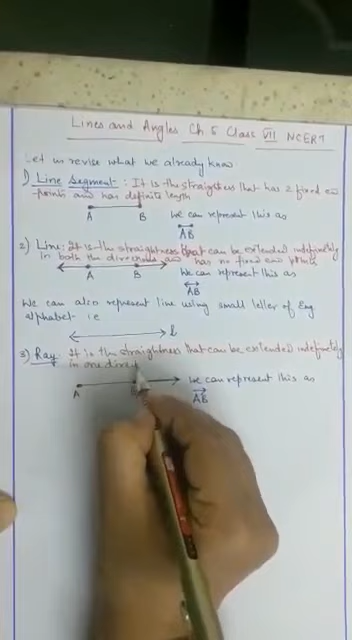 Lines and Angles Ch 5 Class VII NCERT
Let us revise what we already know
1) Line Segment : It is the straightness that has 2 fixed end
points and has definite length
A B We can represent this as
AB
2) Line: It is the straightness that can be extended indefinitely
in both the directions and has no fixed end points
A B We can represent this as
AB
We can also represent line using small letter of Eng
alphabet - i.e
l
3) Ray: It is the straightness that can be extended indefinitely
in one direct
A We can represent this as
AB